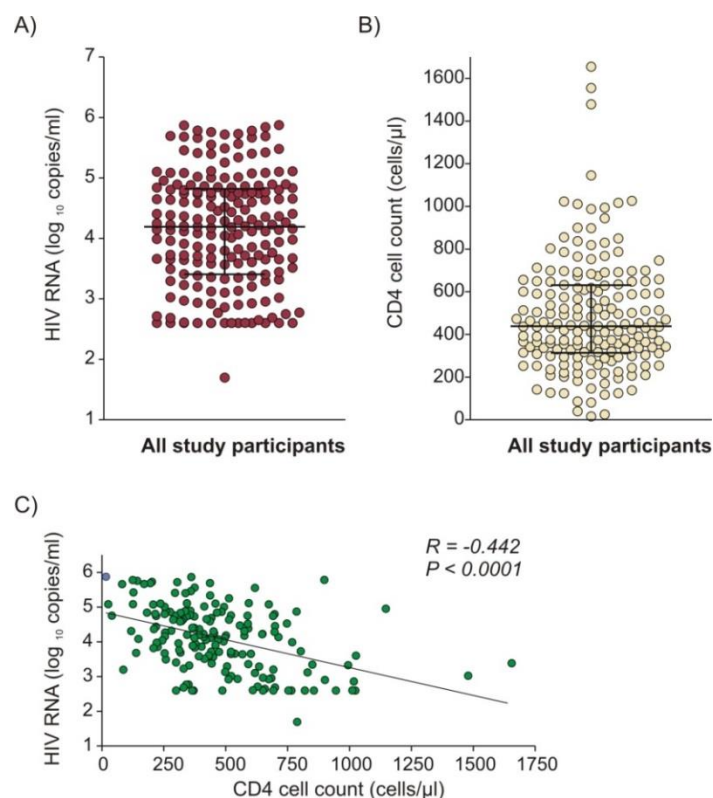 A)
HIV RNA (log 10 copies/ml)
7
6
5
4
3
2
1
All study participants
B)
CD4 cell count (cells/µl)
1600
1400
1200
1000
800
600
400
200
0
All study participants
C)
HIV RNA (log 10 copies/ml)
R = -0.442
P < 0.0001
6
5
4
3
2
1
0 250 500 750 1000 1250 1500 1750
CD4 cell count (cells/µl)